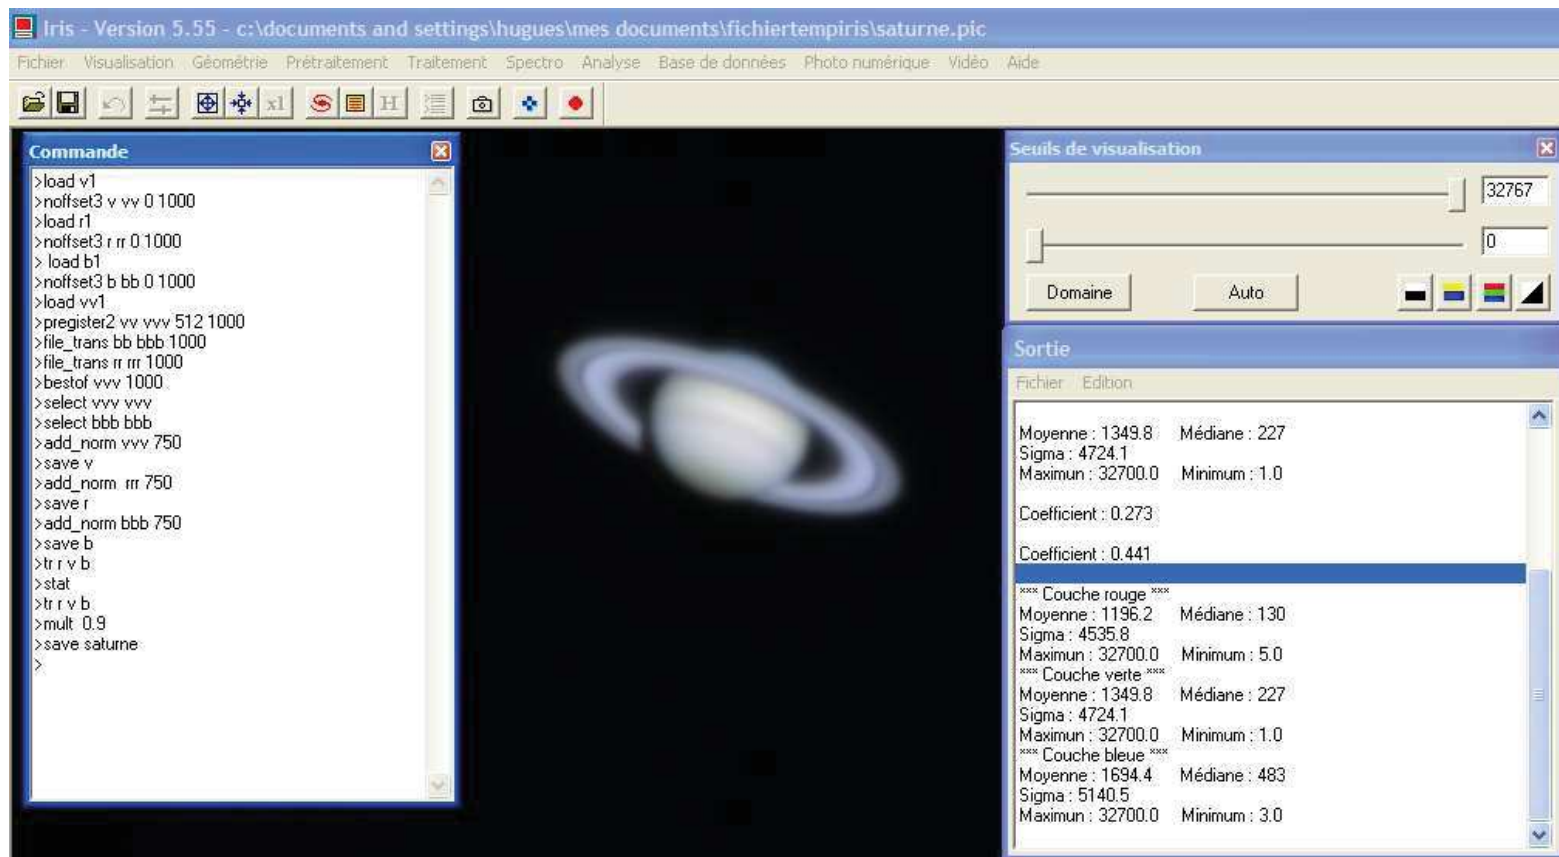 Iris - Version 5.55 - c:\documents and settings\hugues\mes documents\fichiertempiris\saturne.pic
Fichier Visualisation Géométrie Prétraitement Traitement Spectro Analyse Base de données Photo numérique Vidéo Aide
x1 H
Commande
>load v1
>noffset3 v vv 0 1000
>load r1
>noffset3 r rr 0 1000
> load b1
>noffset3 b bb 0 1000
>load vv1
>pregister2 vv vvv 512 1000
>file_trans bb bbb 1000
>file_trans rr rrr 1000
>bestof vvv 1000
>select vvv vvv
>select bbb bbb
>add_norm vvv 750
>save v
>add_norm rrr 750
>save r
>add_norm bbb 750
>save b
>tr r v b
>stat
>tr r v b
>mult 0.9
>save saturne
>
Seuils de visualisation
32767
0
Domaine Auto
Sortie
Fichier Edition
Moyenne : 1349.8 Médiane : 227
Sigma : 4724.1
Maximun : 32700.0 Minimum : 1.0
Coefficient : 0.273
Coefficient : 0.441
*** Couche rouge ***
Moyenne : 1196.2 Médiane : 130
Sigma : 4535.8
Maximun : 32700.0 Minimum : 5.0
*** Couche verte ***
Moyenne : 1349.8 Médiane : 227
Sigma : 4724.1
Maximun : 32700.0 Minimum : 1.0
*** Couche bleue ***
Moyenne : 1694.4 Médiane : 483
Sigma : 5140.5
Maximun : 32700.0 Minimum : 3.0